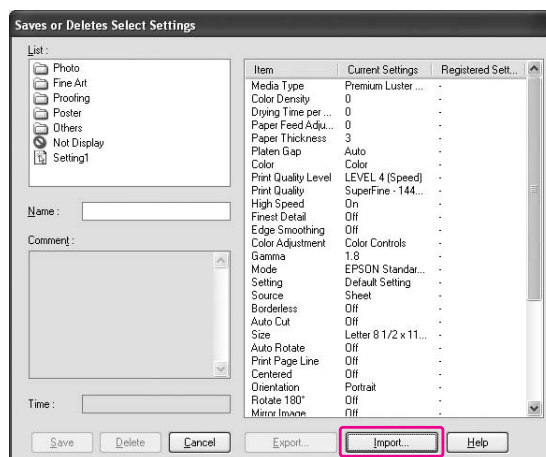 Saves or Deletes Select Settings
List :
Photo
Fine Art
Proofing
Poster
Others
Not Display
Setting1
Name :
Comment :
Time :
Item Current Settings Registered Sett...
Media Type Premium Luster ... -
Color Density 0 -
Drying Time per ... 0 -
Paper Feed Adju... 0 -
Paper Thickness 3 -
Platen Gap Auto -
Color Color -
Print Quality Level LEVEL 4 (Speed) -
Print Quality SuperFine - 144... -
High Speed On -
Finest Detail Off -
Edge Smoothing Off -
Color Adjustment Color Controls -
Gamma 1.8 -
Mode EPSON Standar... -
Setting Default Setting -
Source Sheet -
Borderless Off -
Auto Cut Off -
Size Letter 8 1/2 x 11... -
Auto Rotate Off -
Print Page Line Off -
Centered Off -
Orientation Portrait -
Rotate 180° Off -
Mirror Image Off -
Save Delete Cancel Export... Import... Help